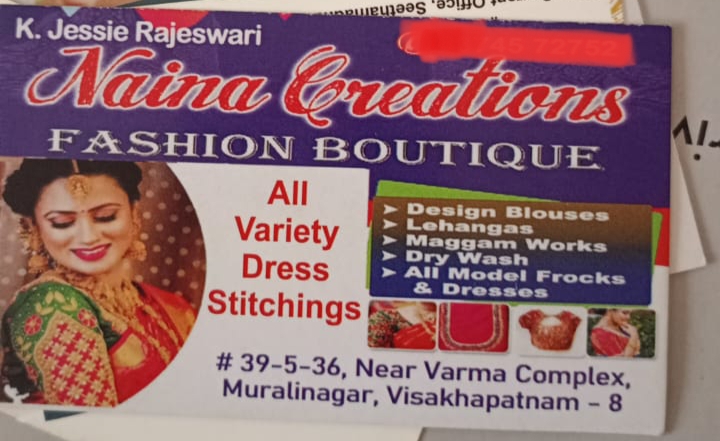 K. Jessie Rajeswari
Naina Creations
FASHION BOUTIQUE
All
Variety
Dress
Stitchings
➤ Design Blouses
➤ Lehangas
➤ Maggam Works
➤ Dry Wash
➤ All Model Frocks
& Dresses
# 39-5-36, Near Varma Complex,
Muralinagar, Visakhapatnam - 8